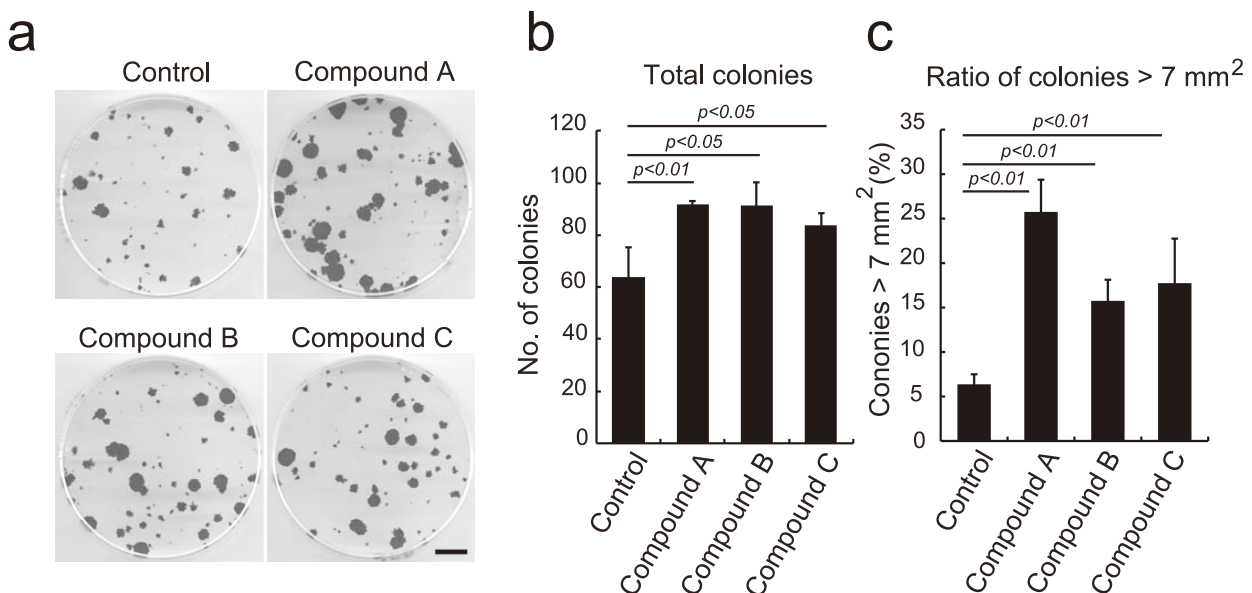 a
Control
Compound A
Compound B
Compound C
b
Total colonies
p<0.05
p<0.05
p<0.01
No. of colonies
120
100
80
60
40
20
0
Control
Compound A
Compound B
Compound C
c
Ratio of colonies > 7 mm²
p<0.01
p<0.01
p<0.01
Cononies > 7 mm² (%)
35
30
25
20
15
10
5
0
Control
Compound A
Compound B
Compound C